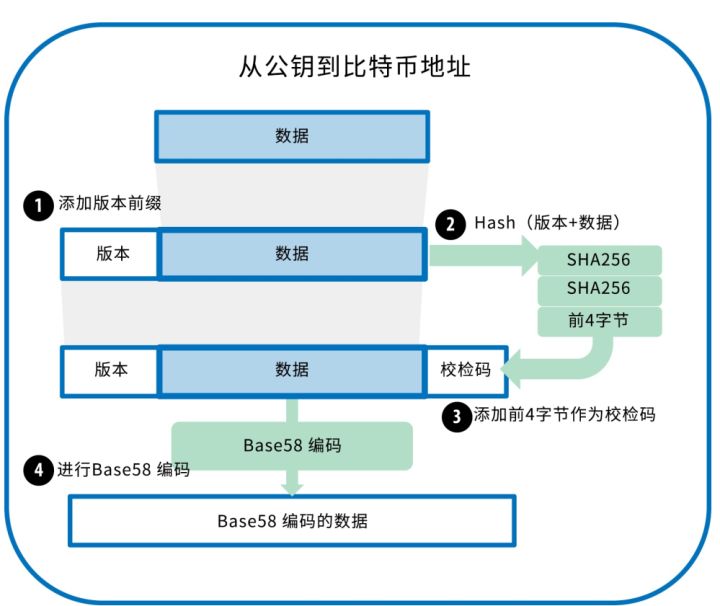 从公钥到比特币地址
数据
1 添加版本前缀
2 Hash（版本+数据）
版本 数据
SHA256
SHA256
前4字节
版本 数据 校检码
3 添加前4字节作为校检码
Base58 编码
4 进行Base58 编码
Base58 编码的数据